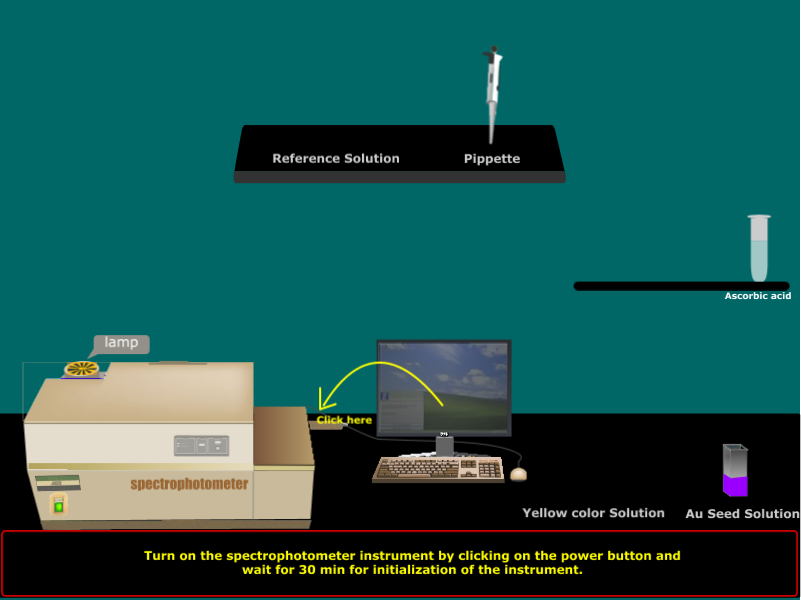 Reference Solution
Pippette
Ascorbic acid
lamp
Click here
spectrophotometer
Yellow color Solution
Au Seed Solution
Turn on the spectrophotometer instrument by clicking on the power button and
wait for 30 min for initialization of the instrument.